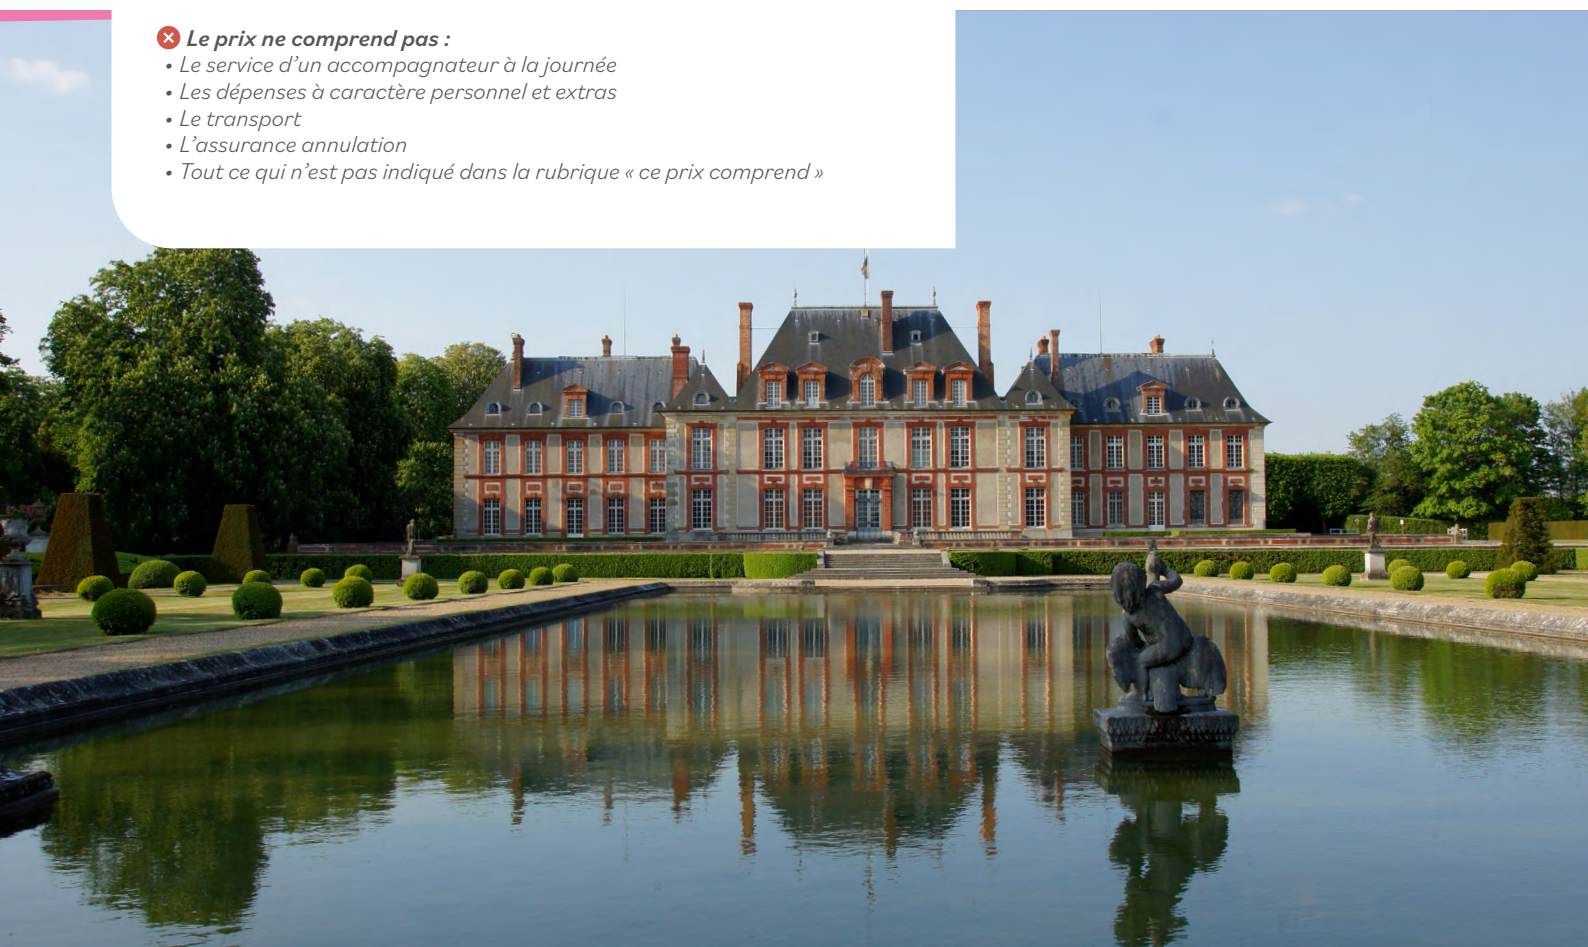 Le prix ne comprend pas :
• Le service d’un accompagnateur à la journée
• Les dépenses à caractère personnel et extras
• Le transport
• L’assurance annulation
• Tout ce qui n’est pas indiqué dans la rubrique « ce prix comprend »